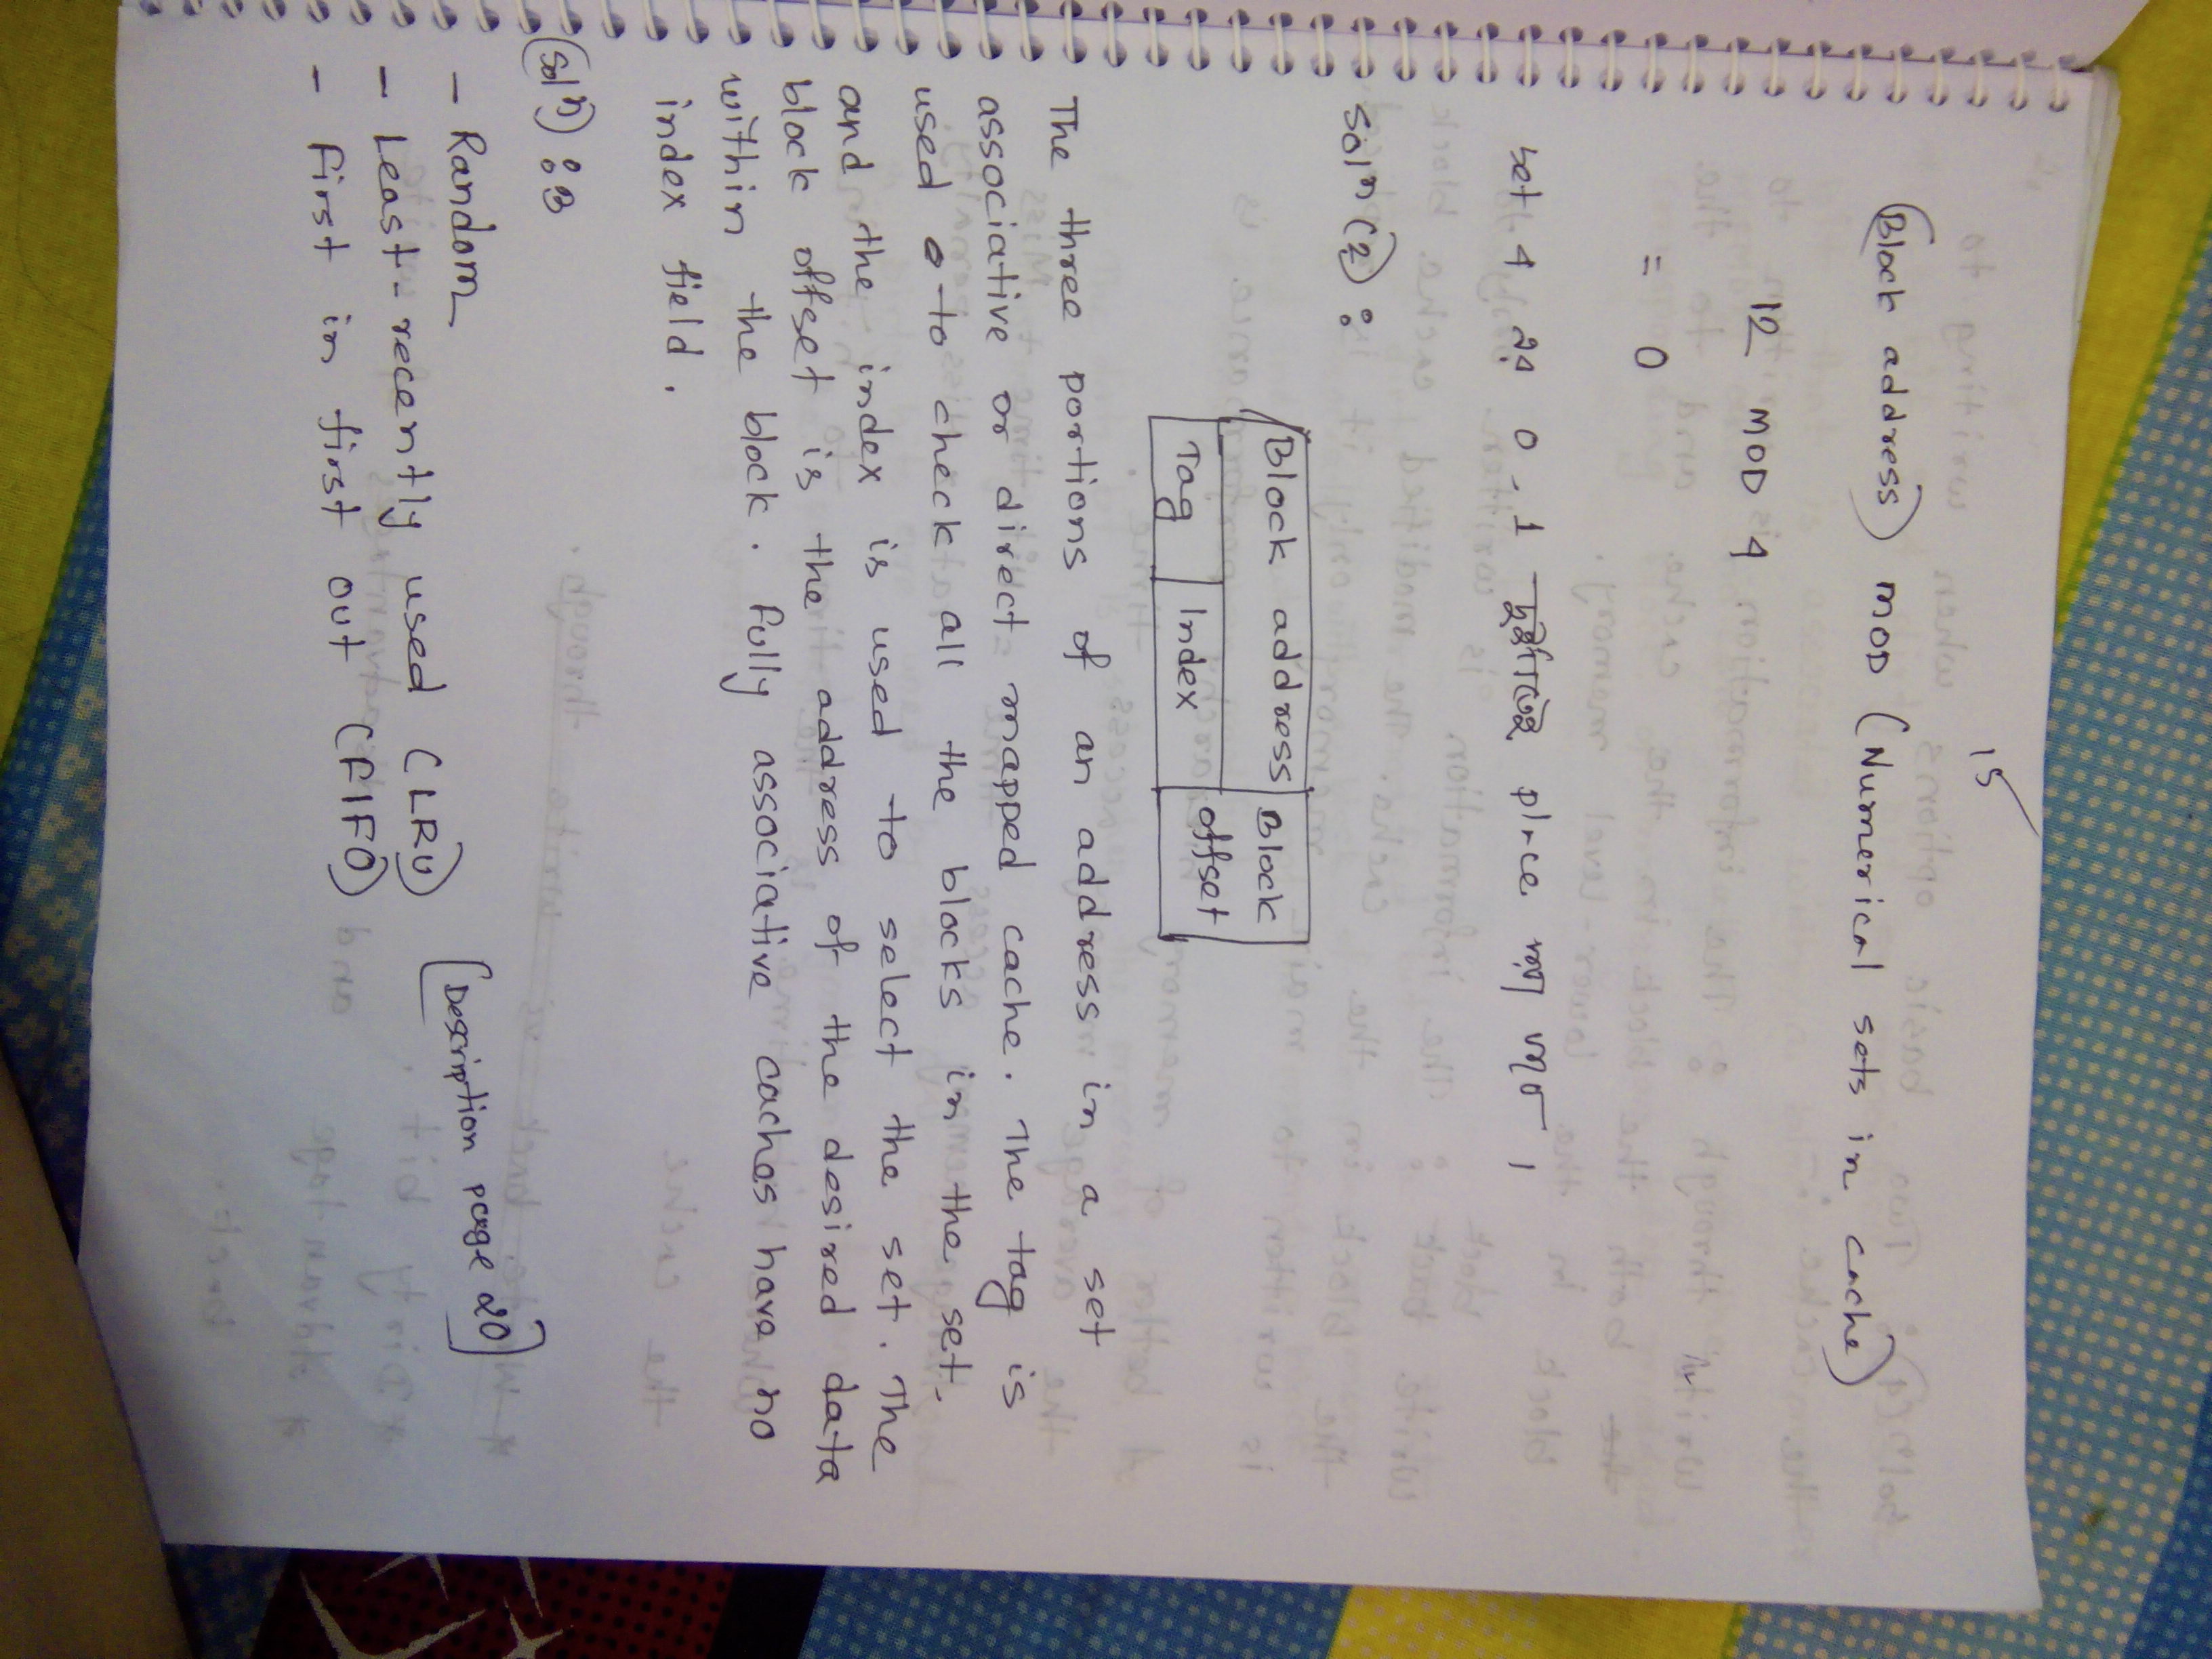 15
(Block address) MOD (Numerical sets in cache)
12 MOD 4
= 0
set 4 এর 0, 1 দুইটাতেই place করা যাবে ।
Solⁿ (2) :
Block address Block
offset
Tag Index
The three portions of an address in a set
associative or direct mapped cache. The tag is
used to check all the blocks in the set,
and the index is used to select the set. The
block offset is the address of the desired data
within the block. Fully associative caches have no
index field.
(Solⁿ) : 3
- Random
[Description page 20]
- Least-recently used (LRU)
- First in first out (FIFO)